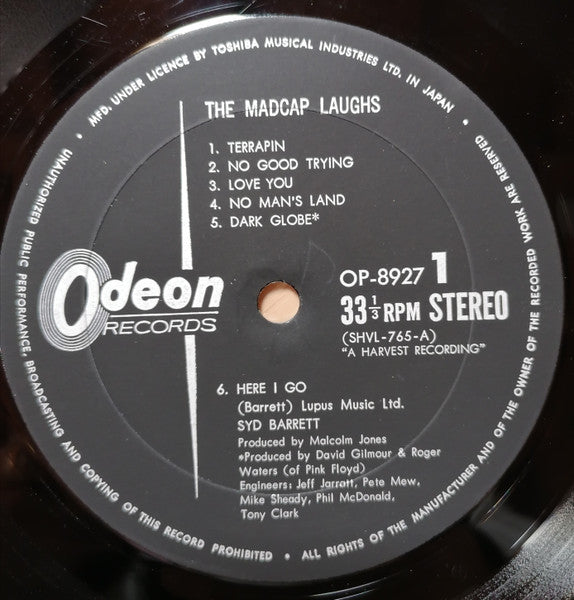 • MFD. UNDER LICENCE BY TOSHIBA MUSICAL INDUSTRIES LTD. IN JAPAN •
UNAUTHORIZED PUBLIC PERFORMANCE, BROADCASTING AND COPYING OF THIS RECORD PROHIBITED • ALL RIGHTS OF THE MANUFACTURER AND OF THE OWNER OF THE RECORDED WORK ARE RESERVED
THE MADCAP LAUGHS
1. TERRAPIN
2. NO GOOD TRYING
3. LOVE YOU
4. NO MAN'S LAND
5. DARK GLOBE*
Odeon
RECORDS
OP-8927 1
33 1/3 RPM STEREO
(SHVL-765-A)
"A HARVEST RECORDING"
6. HERE I GO
(Barrett) Lupus Music Ltd.
SYD BARRETT
Produced by Malcolm Jones
*Produced by David Gilmour & Roger
Waters (of Pink Floyd)
Engineers: Jeff Jarratt, Pete Mew,
Mike Sheady, Phil McDonald,
Tony Clark